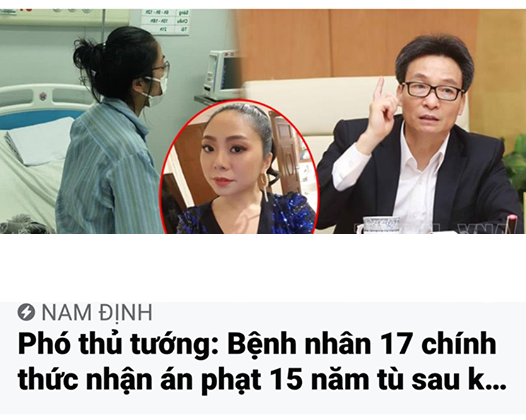 NAM ĐỊNH
Phó thủ tướng: Bệnh nhân 17 chính
thức nhận án phạt 15 năm tù sau k...